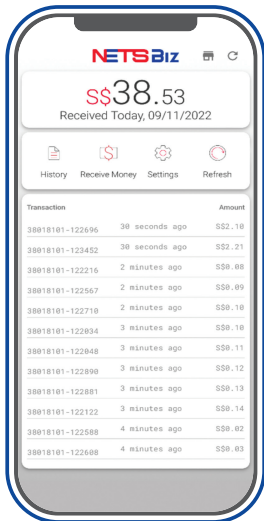 NETS BIZ
S$38.53
Received Today, 09/11/2022
History Receive Money Settings Refresh
Transaction Amount
38018101-122696 30 seconds ago S$2.10
38018101-123452 30 seconds ago S$2.21
38018101-122216 2 minutes ago S$0.08
38018101-122567 2 minutes ago S$0.09
38018101-122710 2 minutes ago S$0.10
38018101-122034 3 minutes ago S$0.10
38018101-122048 3 minutes ago S$0.11
38018101-122890 3 minutes ago S$0.12
38018101-122881 3 minutes ago S$0.13
38018101-122122 3 minutes ago S$0.14
38018101-122588 4 minutes ago S$0.02
38018101-122608 4 minutes ago S$0.03